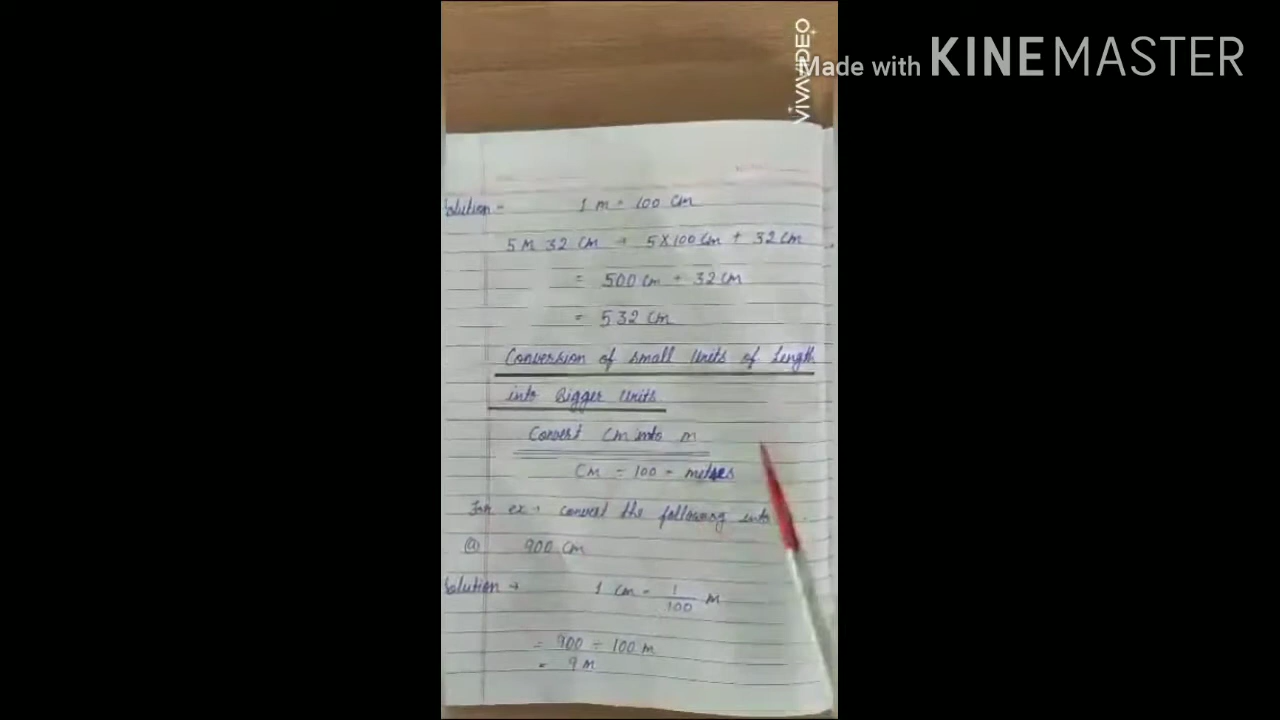 VIVAVIDEO
Made with KINEMASTER
Solution - 1 m = 100 Cm
5 M 32 Cm → 5 X 100 Cm + 32 Cm
= 500 Cm + 32 Cm
= 532 Cm
Conversion of Small Units of Length
into Bigger Units
Convert Cm into m
Cm ÷ 100 = metres
For ex → convert the following into
@ 900 Cm
Solution → 1 Cm = 1/100 m
= 900 ÷ 100 m
= 9 m